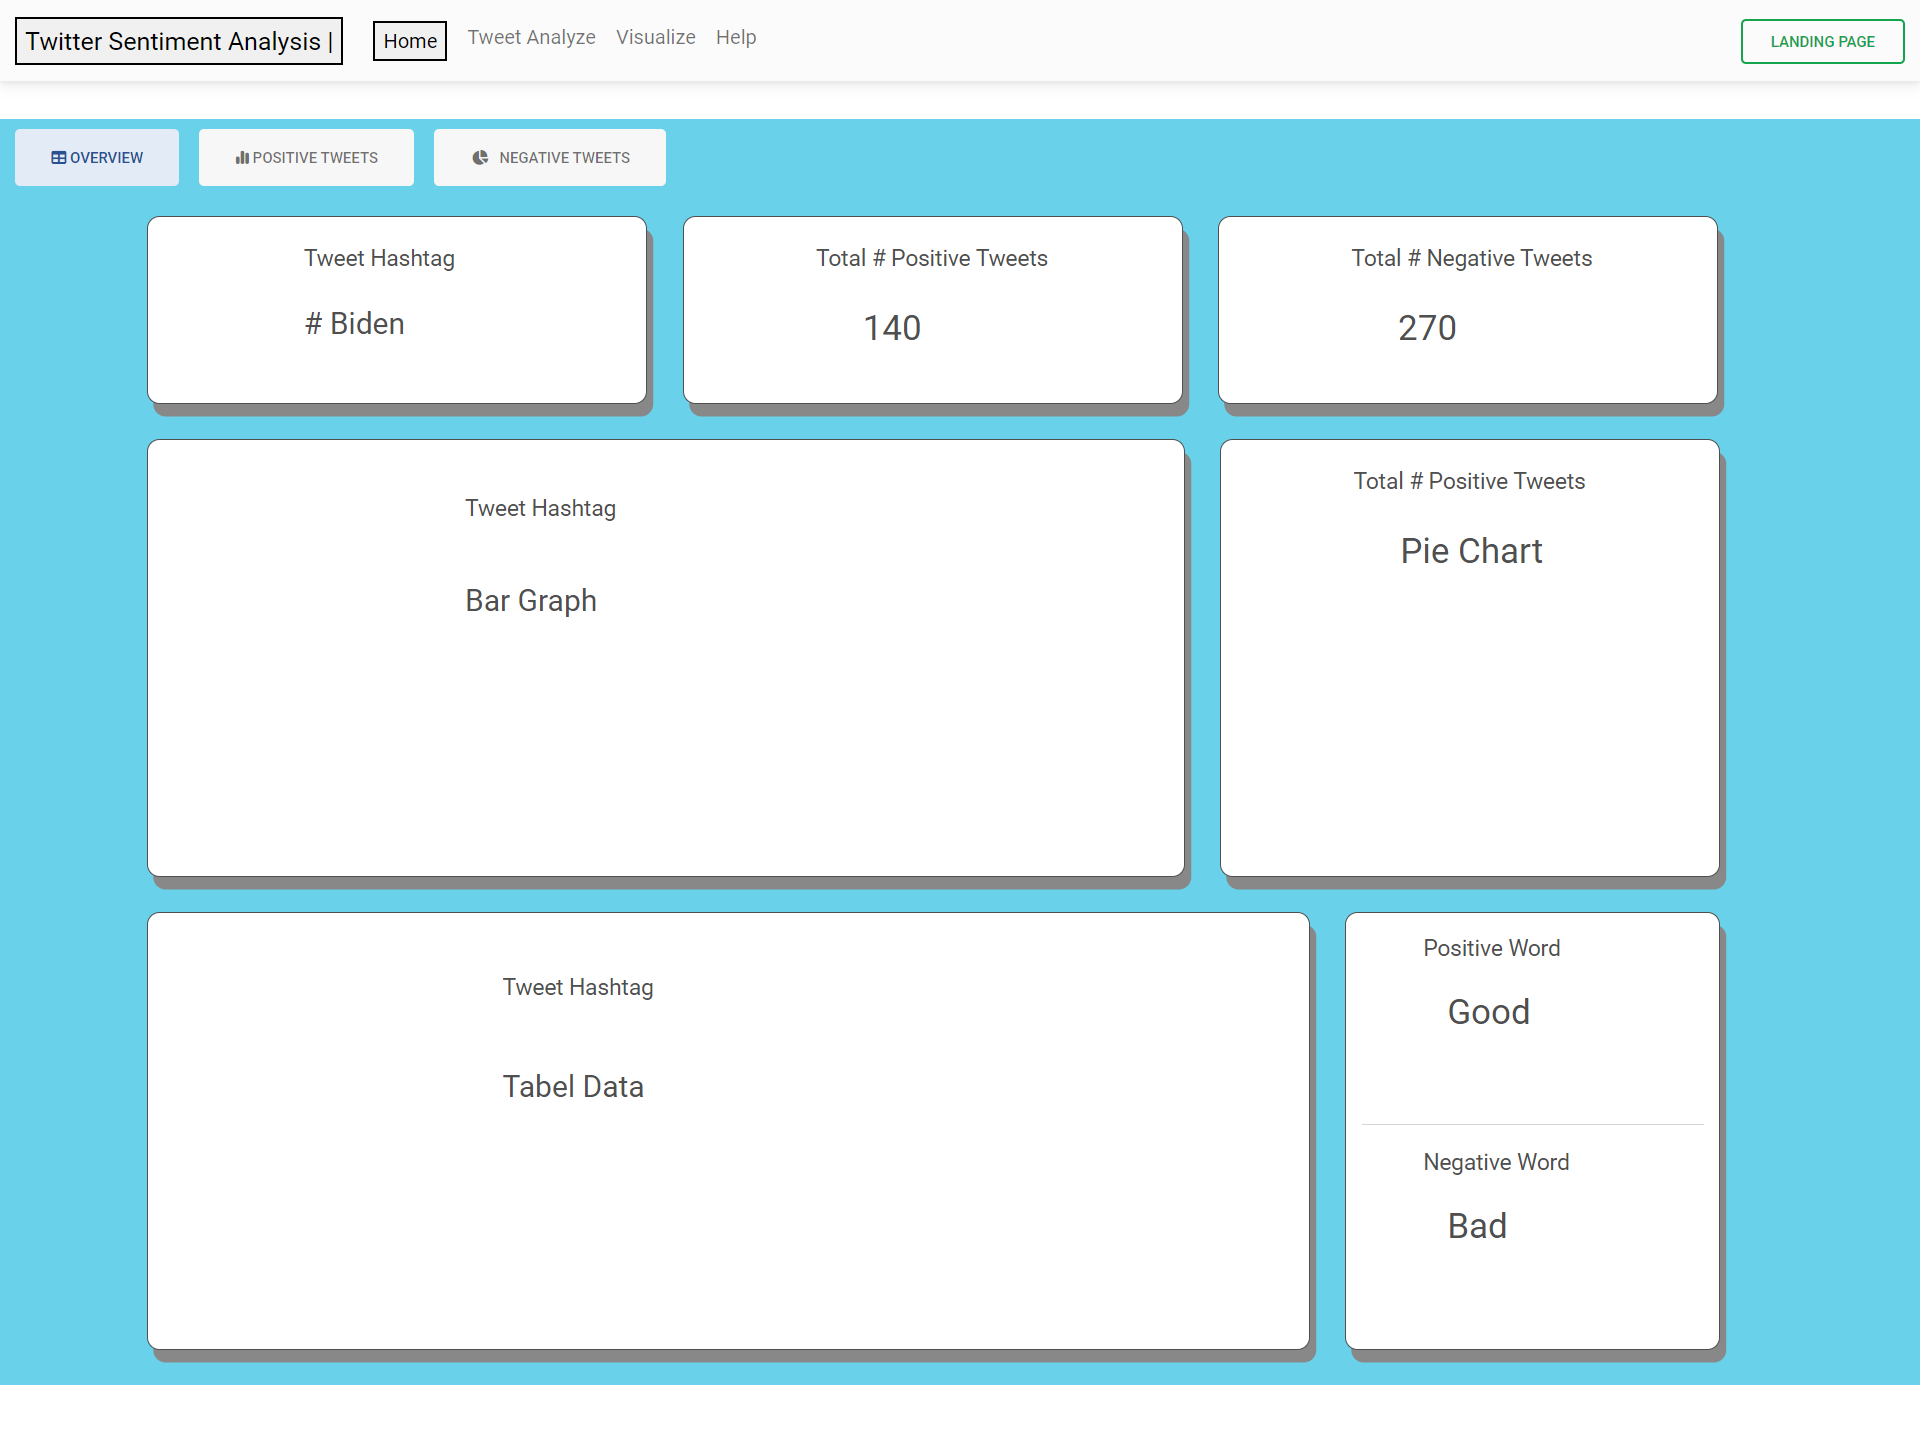 Twitter Sentiment Analysis |
Home
Tweet Analyze
Visualize
Help
LANDING PAGE
OVERVIEW
POSITIVE TWEETS
NEGATIVE TWEETS
Tweet Hashtag
# Biden
Total # Positive Tweets
140
Total # Negative Tweets
270
Tweet Hashtag
Bar Graph
Total # Positive Tweets
Pie Chart
Tweet Hashtag
Tabel Data
Positive Word
Good
Negative Word
Bad